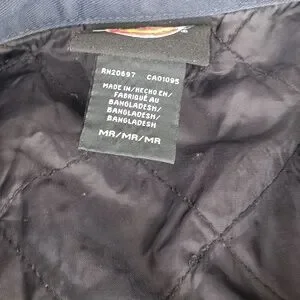 RN20697 CA01095
MADE IN/HECHO EN/
FABRIQUÉ AU
BANGLADESH/
BANGLADESH/
BANGLADESH
MR/MR/MR